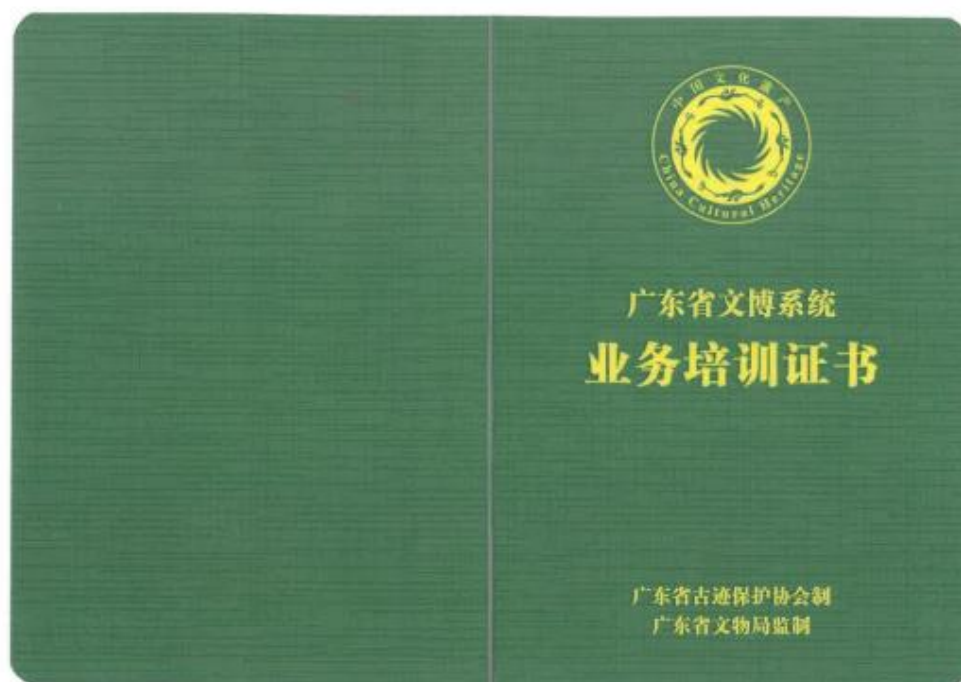 中国文化遗产
China Cultural Heritage
广东省文博系统
业务培训证书
广东省古迹保护协会制
广东省文物局监制